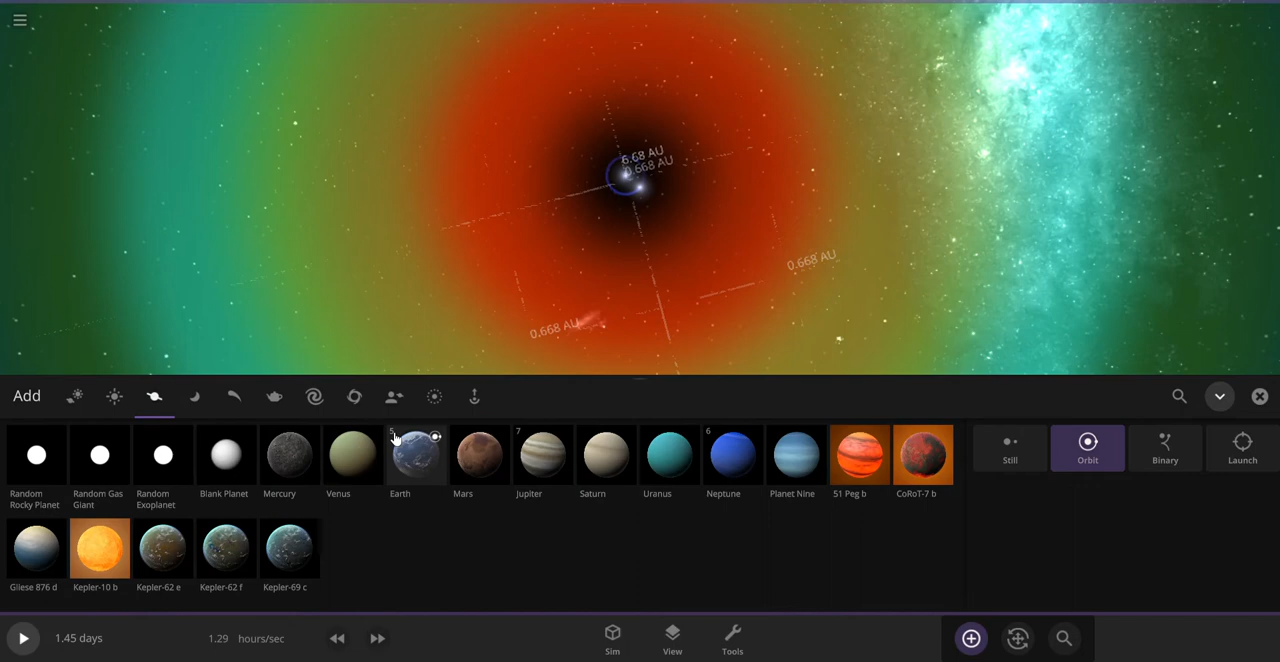 6.68 AU
0.668 AU
0.668 AU
0.668 AU
Add
5
7
6
Random Rocky Planet
Random Gas Giant
Random Exoplanet
Blank Planet
Mercury
Venus
Earth
Mars
Jupiter
Saturn
Uranus
Neptune
Planet Nine
51 Peg b
CoRoT-7 b
Still
Orbit
Binary
Launch
Gliese 876 d
Kepler-10 b
Kepler-62 e
Kepler-62 f
Kepler-69 c
1.45 days
1.29 hours/sec
Sim
View
Tools